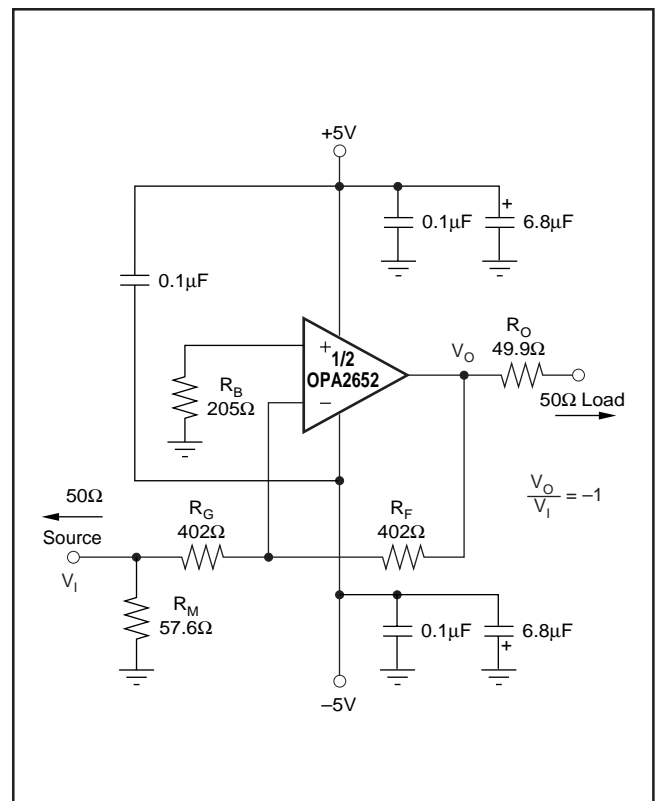 +5V
+
0.1μF
6.8μF
0.1μF
+
1/2
OPA2652
–
V_O
R_O
49.9Ω
50Ω Load
R_B
205Ω
V_O
V_I
= –1
50Ω
Source
R_G
402Ω
R_F
402Ω
V_I
R_M
57.6Ω
0.1μF
6.8μF
+
–5V